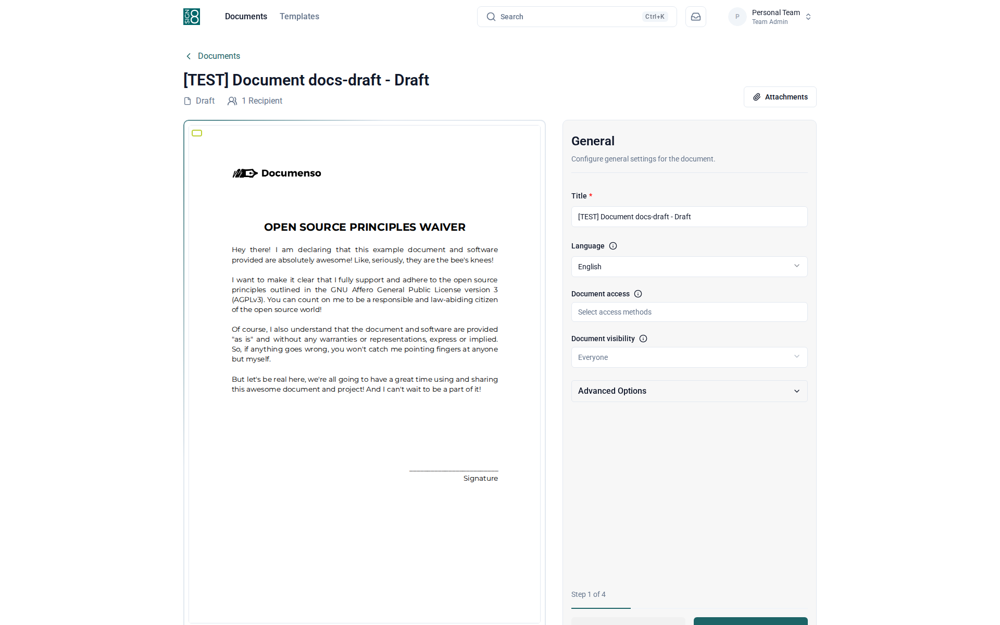 SIGN
Documents
Templates
Search
Ctrl+K
P
Personal Team
Team Admin
Documents
[TEST] Document docs-draft - Draft
Draft
1 Recipient
Attachments
Documenso
OPEN SOURCE PRINCIPLES WAIVER
Hey there! I am declaring that this example document and software
provided are absolutely awesome! Like, seriously, they are the bee's knees!
I want to make it clear that I fully support and adhere to the open source
principles outlined in the GNU Affero General Public License version 3
(AGPLv3). You can count on me to be a responsible and law-abiding citizen
of the open source world!
Of course, I also understand that the document and software are provided
"as is" and without any warranties or representations, express or implied.
So, if anything goes wrong, you won't catch me pointing fingers at anyone
but myself.
But let's be real here, we're all going to have a great time using and sharing
this awesome document and project! And I can't wait to be a part of it!
Signature
General
Configure general settings for the document.
Title *
[TEST] Document docs-draft - Draft
Language
English
Document access
Select access methods
Document visibility
Everyone
Advanced Options
Step 1 of 4